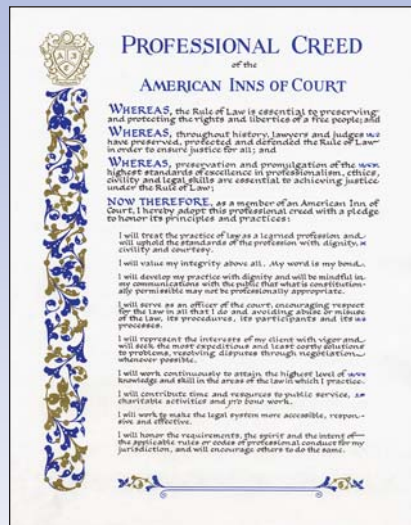 PROFESSIONAL CREED
of the
AMERICAN INNS OF COURT
WHEREAS, the Rule of Law is essential to preserving
and protecting the rights and liberties of a free people; and
WHEREAS, throughout history, lawyers and judges
have preserved, protected and defended the Rule of Law
in order to ensure justice for all; and
WHEREAS, preservation and promulgation of the
highest standards of excellence in professionalism, ethics,
civility and legal skills are essential to achieving justice
under the Rule of Law;
NOW THEREFORE, as a member of an American Inn of
Court, I hereby adopt this professional creed with a pledge
to honor its principles and practices:
I will treat the practice of law as a learned profession and
will uphold the standards of the profession with dignity,
civility and courtesy.
I will value my integrity above all. My word is my bond.
I will develop my practice with dignity and will be mindful in
my communications with the public that what is constitution-
ally permissible may not be professionally appropriate.
I will serve as an officer of the court, encouraging respect
for the law in all that I do and avoiding abuse or misuse
of the law, its procedures, its participants and its
processes.
I will represent the interests of my client with vigor and
will seek the most expeditious and least costly solutions
to problems, resolving disputes through negotiation
whenever possible.
I will work continuously to attain the highest level of
knowledge and skill in the areas of the law in which I practice.
I will contribute time and resources to public service,
charitable activities and pro bono work.
I will work to make the legal system more accessible, respon-
sive and effective.
I will honor the requirements, the spirit and the intent of
the applicable rules or codes of professional conduct for my
jurisdiction, and will encourage others to do the same.